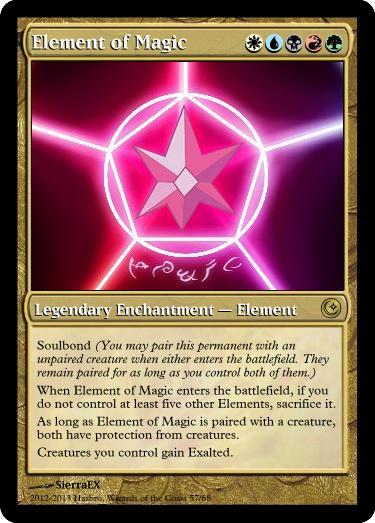 Element of Magic
Legendary Enchantment — Element
Soulbond (You may pair this permanent with an
unpaired creature when either enters the battlefield. They
remain paired for as long as you control both of them.)
When Element of Magic enters the battlefield, if you
do not control at least five other Elements, sacrifice it.
As long as Element of Magic is paired with a creature,
both have protection from creatures.
Creatures you control gain Exalted.
SierraEX
2012-2013 Hasbro, Wizards of the Coast 57/68